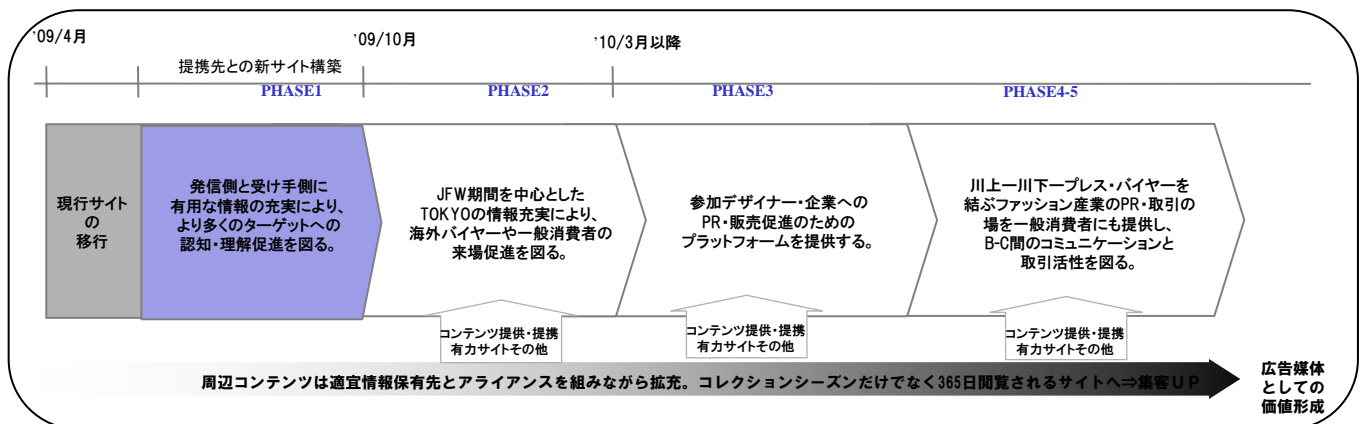 '09/4月
'09/10月
'10/3月以降
提携先との新サイト構築
PHASE1
PHASE2
PHASE3
PHASE4-5
現行サイト
の
移行
発信側と受け手側に
有用な情報の充実により、
より多くのターゲットへの
認知・理解促進を図る。
JFW期間を中心とした
TOKYOの情報充実により、
海外バイヤーや一般消費者の
来場促進を図る。
参加デザイナー・企業への
PR・販売促進のための
プラットフォームを提供する。
川上ー川下ープレス・バイヤーを
結ぶファッション産業のPR・取引の
場を一般消費者にも提供し、
B-C間のコミュニケーションと
取引活性を図る。
コンテンツ提供・提携
有力サイトその他
コンテンツ提供・提携
有力サイトその他
コンテンツ提供・提携
有力サイトその他
周辺コンテンツは適宜情報保有先とアライアンスを組みながら拡充。コレクションシーズンだけでなく365日閲覧されるサイトへ⇒集客UP
広告媒体
としての
価値形成